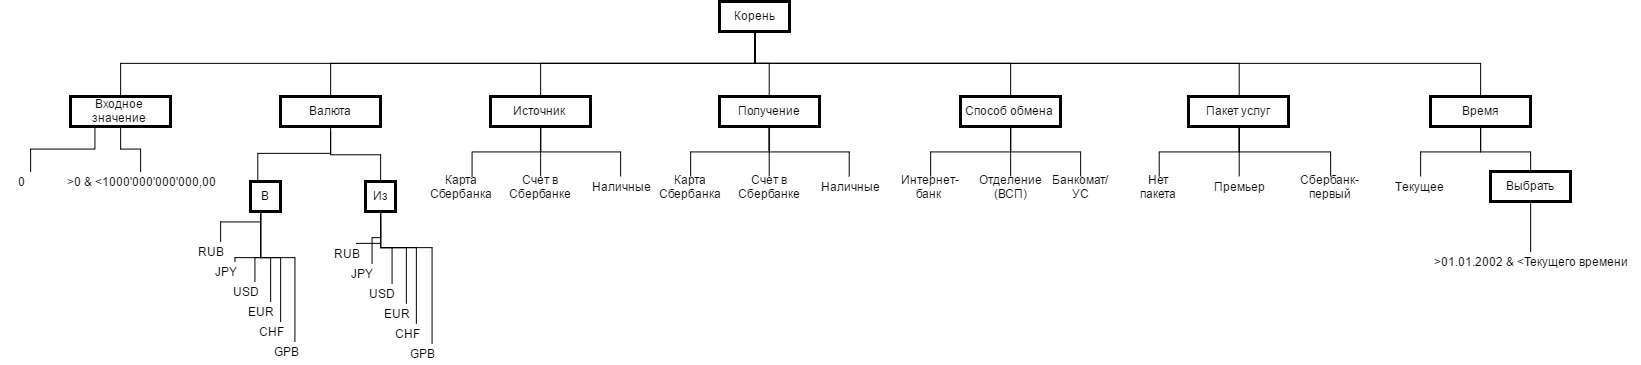 Корень
Входное
значение
Валюта
Источник
Получение
Способ обмена
Пакет услуг
Время
0
>0 & <1000'000'000'000,00
В
Из
Карта
Сбербанка
Счет в
Сбербанке
Наличные
Карта
Сбербанка
Счет в
Сбербанке
Наличные
Интернет-
банк
Отделение
(ВСП)
Банкомат/
УС
Нет
пакета
Премьер
Сбербанк-
первый
Текущее
Выбрать
RUB
JPY
USD
EUR
CHF
GPB
RUB
JPY
USD
EUR
CHF
GPB
>01.01.2002 & <Текущего времени